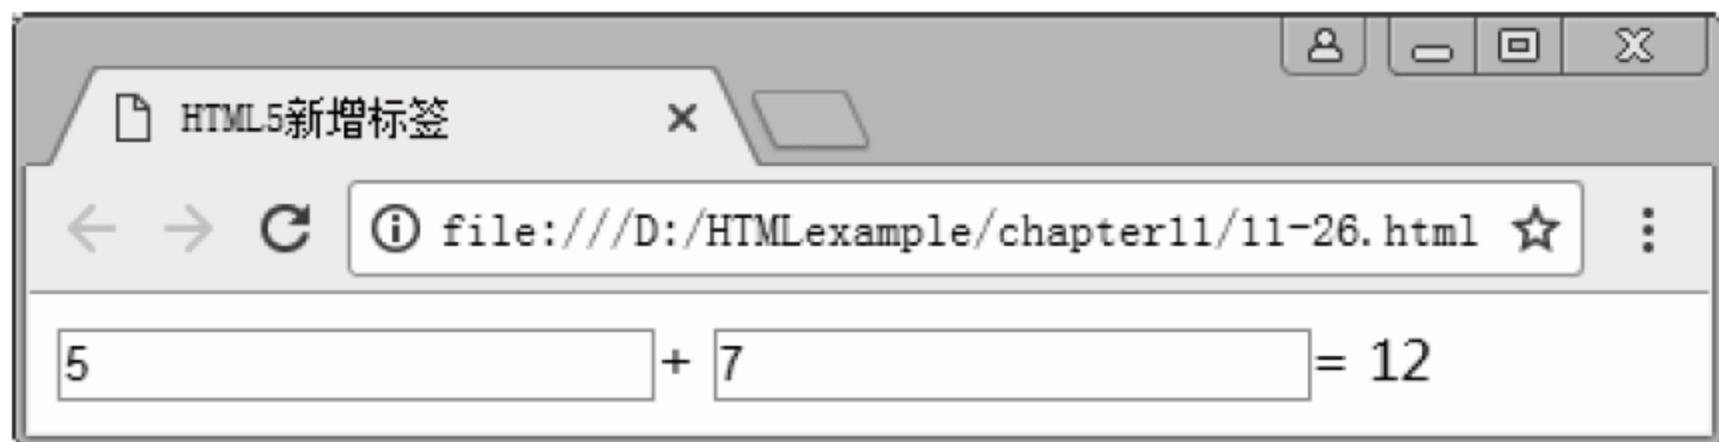 HTML5新增标签
file:///D:/HTMLexample/chapter11/11-26.html
5 + 7 = 12